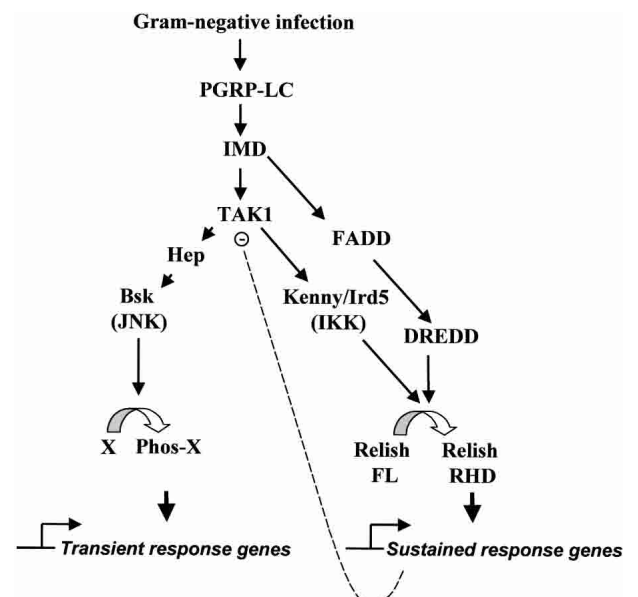 Gram-negative infection
PGRP-LC
IMD
TAK1
-
FADD
Hep
Bsk
(JNK)
Kenny/Ird5
(IKK)
DREDD
X Phos-X
Relish
FL
Relish
RHD
Transient response genes
Sustained response genes